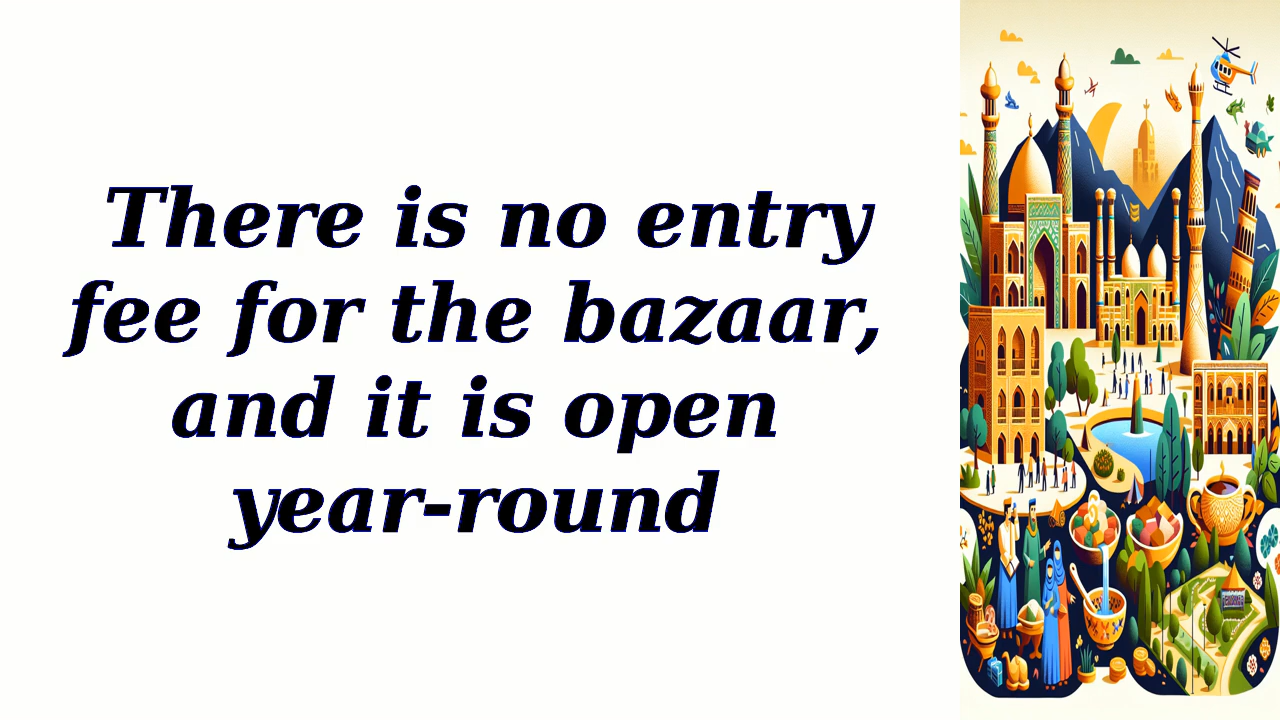 There is no entry
fee for the bazaar,
and it is open
year-round